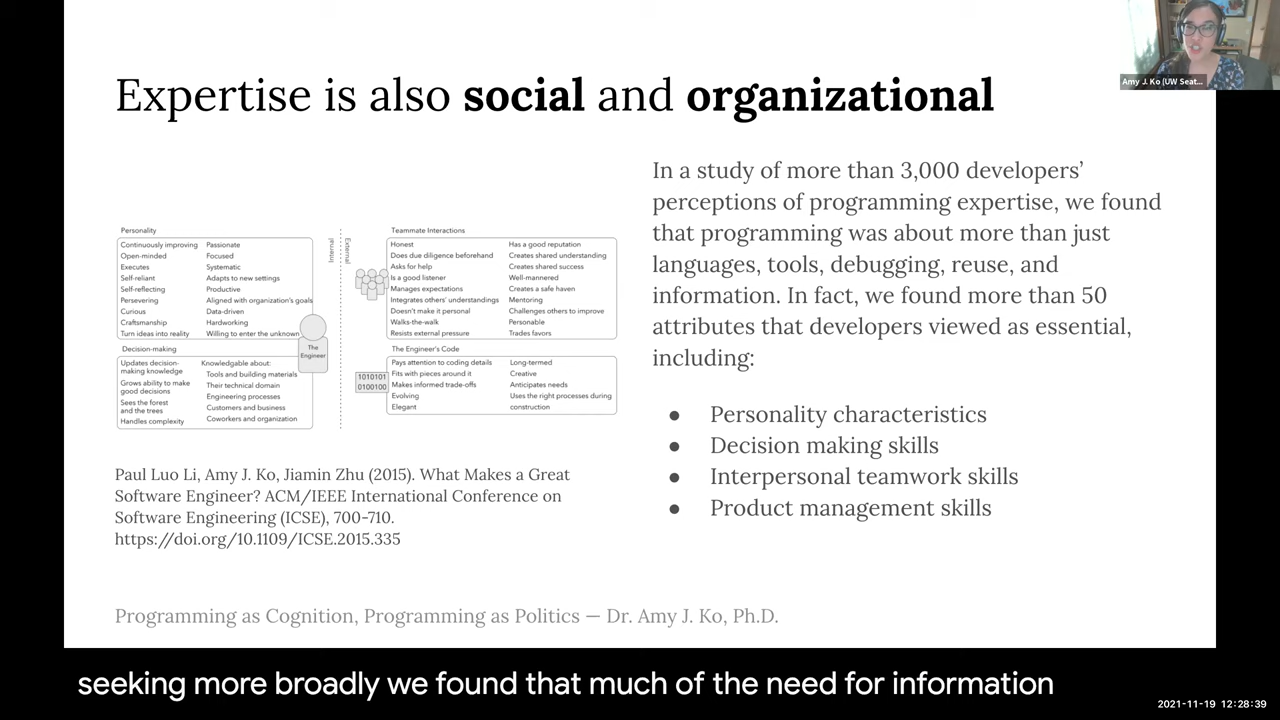 Amy J. Ko (UW Seat...
Expertise is also social and organizational
In a study of more than 3,000 developers’
perceptions of programming expertise, we found
that programming was about more than just
languages, tools, debugging, reuse, and
information. In fact, we found more than 50
attributes that developers viewed as essential,
including:
● Personality characteristics
● Decision making skills
● Interpersonal teamwork skills
● Product management skills
Personality
Continuously improving Passionate
Open-minded Focused
Executes Systematic
Self-reliant Adapts to new settings
Self-reflecting Productive
Persevering Aligned with organization's goals
Curious Data-driven
Craftsmanship Hardworking
Turn ideas into reality Willing to enter the unknown
Decision-making
Updates decision-
making knowledge
Grows ability to make
good decisions
Sees the forest
and the trees
Handles complexity
Knowledgable about:
Tools and building materials
Their technical domain
Engineering processes
Customers and business
Coworkers and organization
The
Engineer
Internal
External
Teammate Interactions
Honest Has a good reputation
Does due diligence beforehand Creates shared understanding
Asks for help Creates shared success
Is a good listener Well-mannered
Manages expectations Creates a safe haven
Integrates others' understandings Mentoring
Doesn't make it personal Challenges others to improve
Walks-the-walk Personable
Resists external pressure Trades favors
The Engineer's Code
1010101
0100100
Pays attention to coding details Long-termed
Fits with pieces around it Creative
Makes informed trade-offs Anticipates needs
Evolving Uses the right processes during
Elegant construction
Paul Luo Li, Amy J. Ko, Jiamin Zhu (2015). What Makes a Great
Software Engineer? ACM/IEEE International Conference on
Software Engineering (ICSE), 700-710.
https://doi.org/10.1109/ICSE.2015.335
Programming as Cognition, Programming as Politics — Dr. Amy J. Ko, Ph.D.
seeking more broadly we found that much of the need for information
2021-11-19 12:28:39